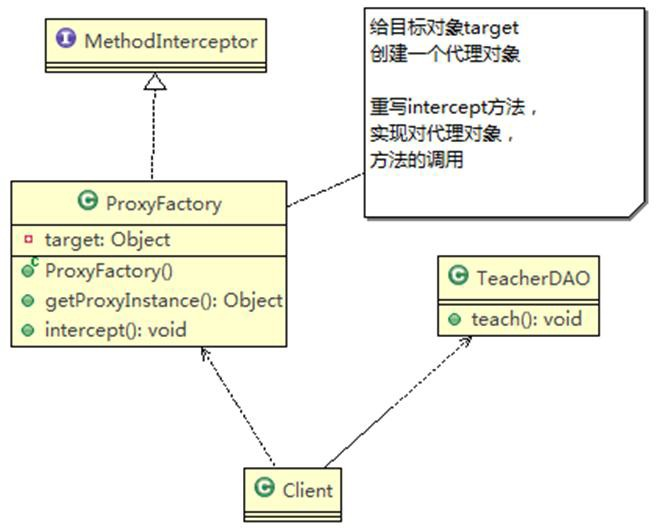 MethodInterceptor
给目标对象target
创建一个代理对象
重写intercept方法，
实现对代理对象，
方法的调用
ProxyFactory
target: Object
ProxyFactory()
getProxyInstance(): Object
intercept(): void
TeacherDAO
teach(): void
Client